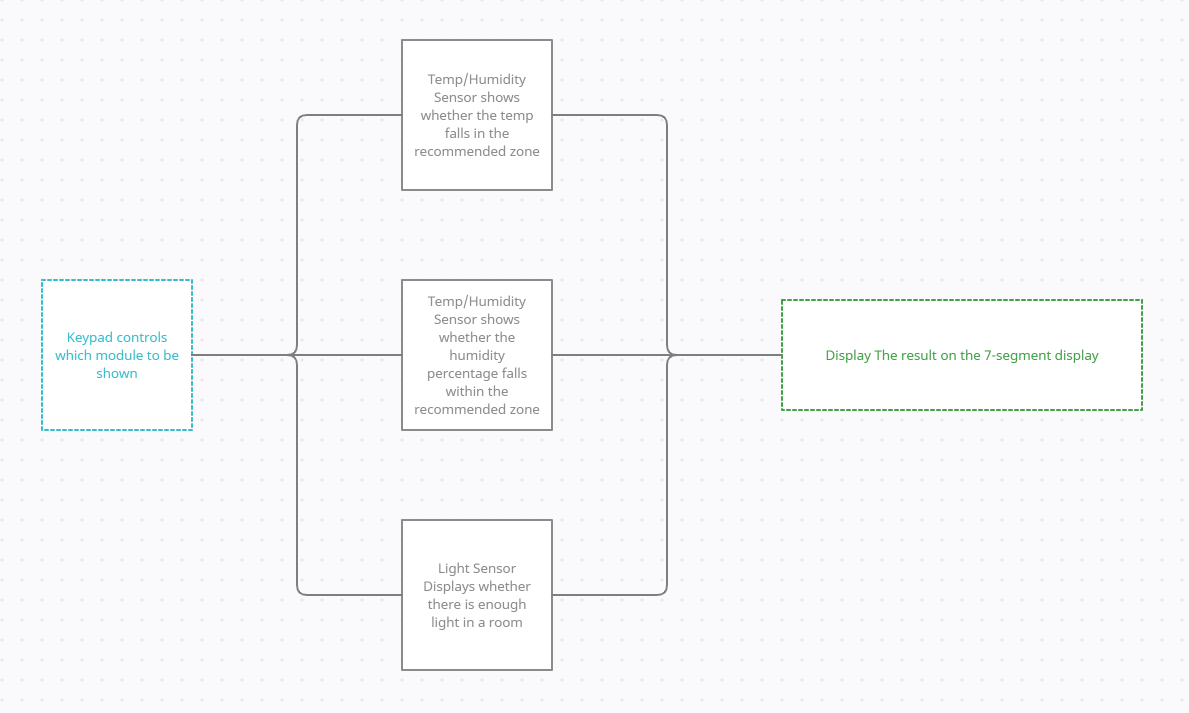 Temp/Humidity
Sensor shows
whether the temp
falls in the
recommended zone
Keypad controls
which module to be
shown
Temp/Humidity
Sensor shows
whether the
humidity
percentage falls
within the
recommended zone
Display The result on the 7-segment display
Light Sensor
Displays whether
there is enough
light in a room